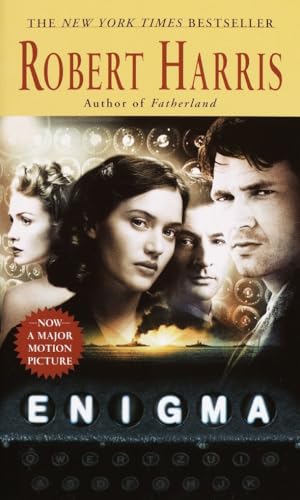 THE NEW YORK TIMES BESTSELLER
ROBERT HARRIS
Author of Fatherland
—NOW—
A MAJOR
MOTION
PICTURE
ENIGMA
Q W E R T Z U I O
A S D F G H J K